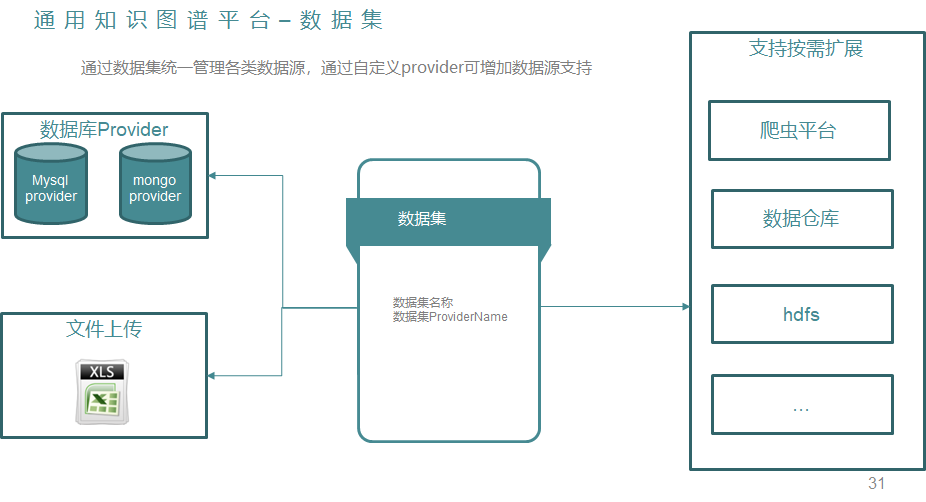 通用知识图谱平台–数据集
通过数据集统一管理各类数据源，通过自定义provider可增加数据源支持
数据库Provider
Mysql
provider
mongo
provider
文件上传
XLS
数据集
数据集名称
数据集ProviderName
支持按需扩展
爬虫平台
数据仓库
hdfs
...
31